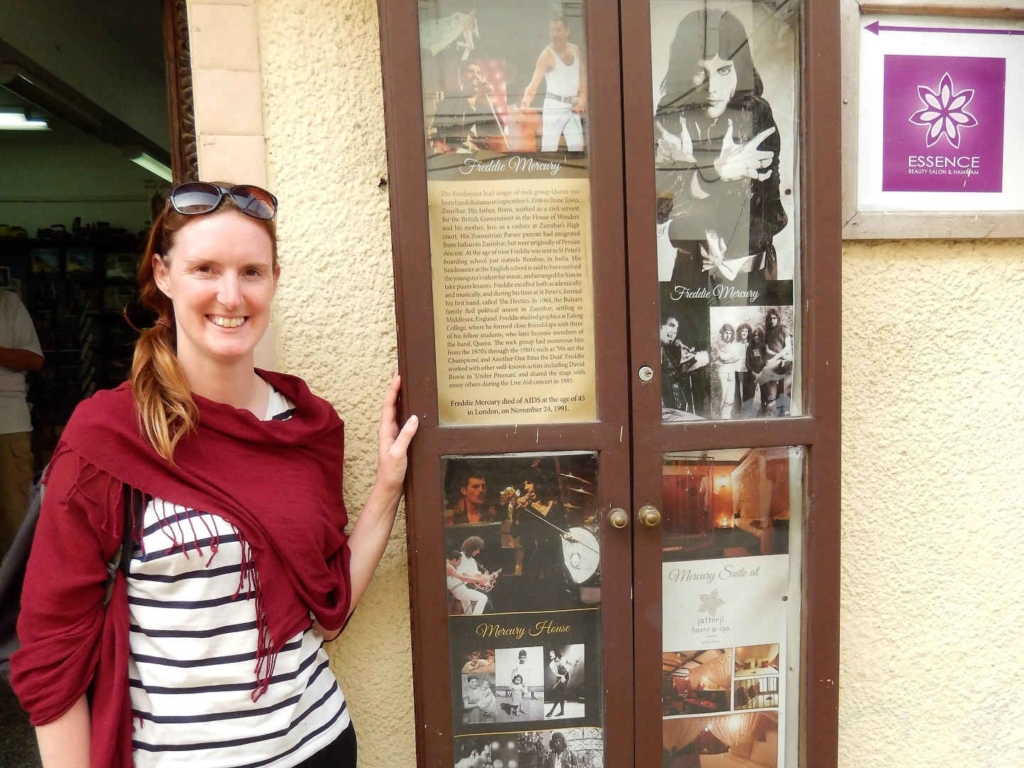 Freddie Mercury
The flamboyant lead singer of rock group Queen was
born Farrok Bulsara on September 5, 1946 in Stone Town,
Zanzibar. His father, Bomi, worked as a civil servant
for the British Government in the House of Wonders
and his mother, Jer, as a cashier at Zanzibar's High
court. His Zoroastrian Parsee parents had emigrated
from Indian to Zanzibar, but were originally of Persian
descent. At the age of nine Freddie was sent to St Peter's
boarding school just outside Bombay, in India. His
headmaster at the English school is said to have noticed
the youngster's talent for music, and arranged for him to
take piano lessons. Freddie excelled both academically
and musically, and during his time at St Peter's, formed
his first band, called The Hectics. In 1964, the Bulsara
family fled political unrest in Zanzibar, settling in
Middlesex, England. Freddie studied graphics at Ealing
College, where he formed close friendships with three
of his fellow students, who later become members of
the band, Queen. The rock group had numerous hits
from the 1970's through the 1980's such as 'We are the
Champions', and Another One Bites the Dust'. Freddie
worked with other well-known artists including David
Bowie in 'Under Pressure', and shared the stage with
many others during the Live Aid concert in 1985.
Freddie Mercury died of AIDS at the age of 45
in London, on November 24, 1991.
Freddie Mercury
ESSENCE
BEAUTY SALON & HAMMAM
Mercury House
Mercury Suite at
jafferji
house & spa